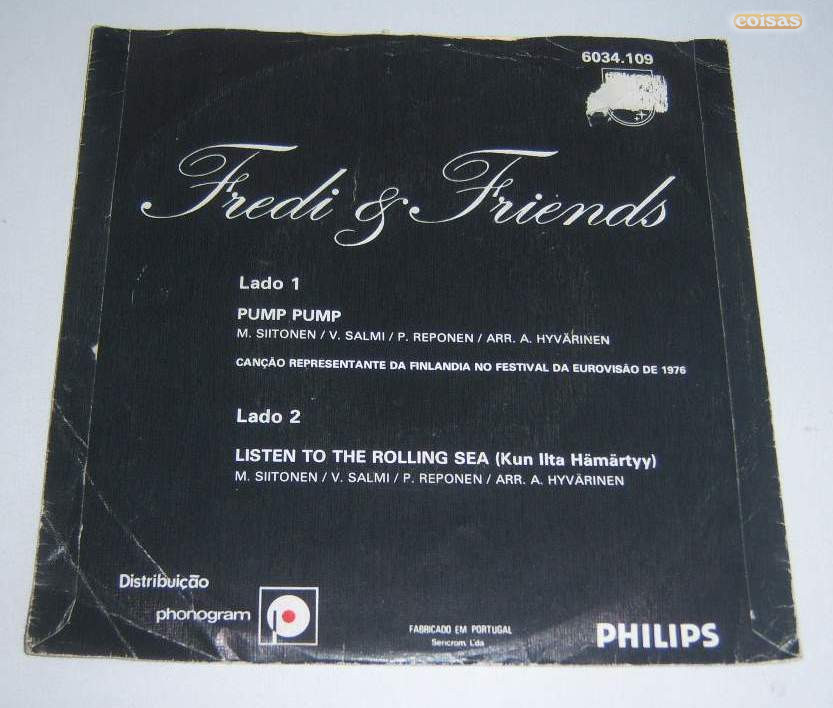 coisas
6034.109
Fredi & Friends
Lado 1
PUMP PUMP
M. SIITONEN / V. SALMI / P. REPONEN / ARR. A. HYVÄRINEN
CANÇÃO REPRESENTANTE DA FINLANDIA NO FESTIVAL DA EUROVISÃO DE 1976
Lado 2
LISTEN TO THE ROLLING SEA (Kun Ilta Hämärtyy)
M. SIITONEN / V. SALMI / P. REPONEN / ARR. A. HYVÄRINEN
Distribuição
phonogram
FABRICADO EM PORTUGAL
Sencrom, Lda
PHILIPS